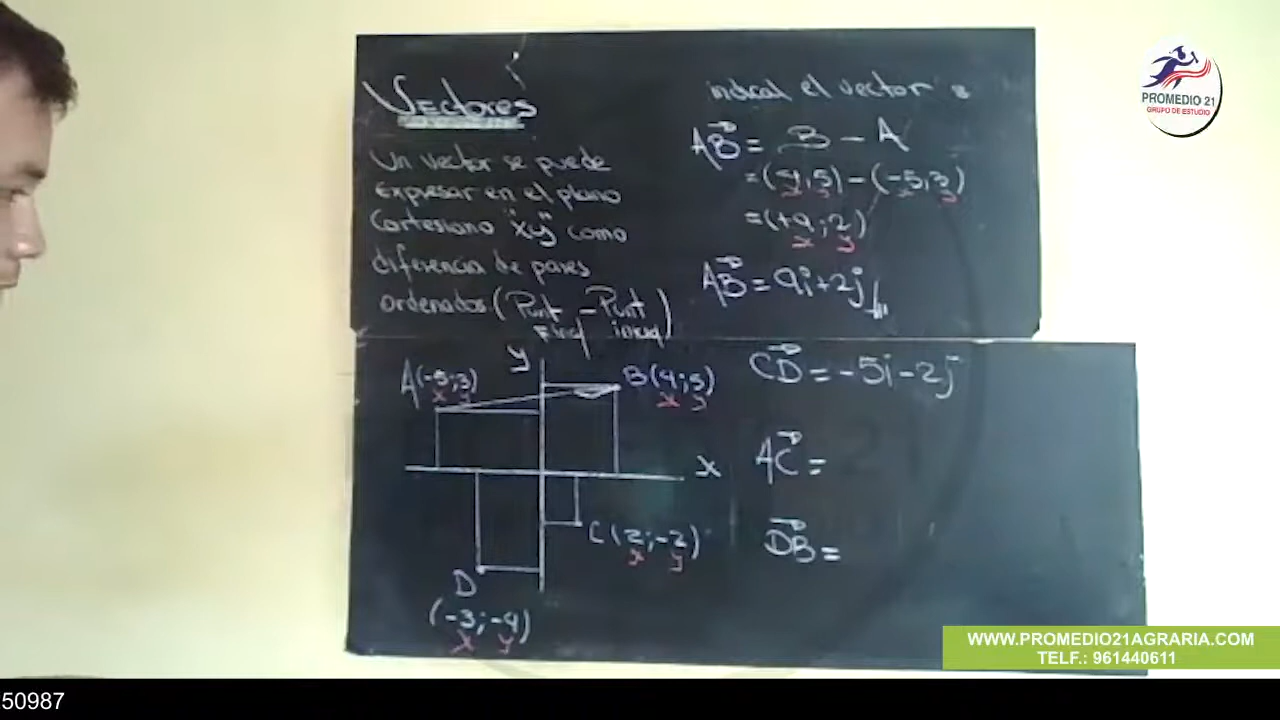 Vectores
Un vector se puede
Expresar en el plano
Cartesiano "xy" como
diferencia de pares
ordenados (Punt - Punt
Final inicial)
indical el vector :
AB = B - A
= (4; 5) - (-5; 3)
= (+9; 2)
x y
AB = 9i + 2j
y
A(-5; 3)
x y
B(4; 5)
x y
x
C(2; -2)
x y
D
(-3; -4)
x y
CD = -5i - 2j
AC =
DB =
PROMEDIO 21
GRUPO DE ESTUDIO
WWW.PROMEDIO21AGRARIA.COM
TELF.: 961440611
50987